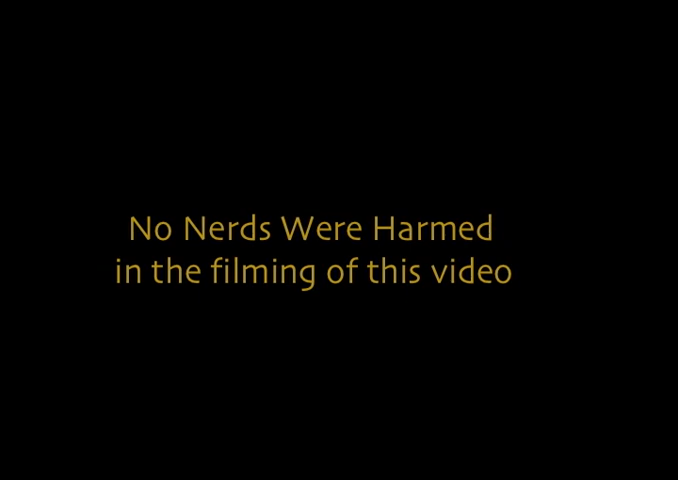 No Nerds Were Harmed
in the filming of this video